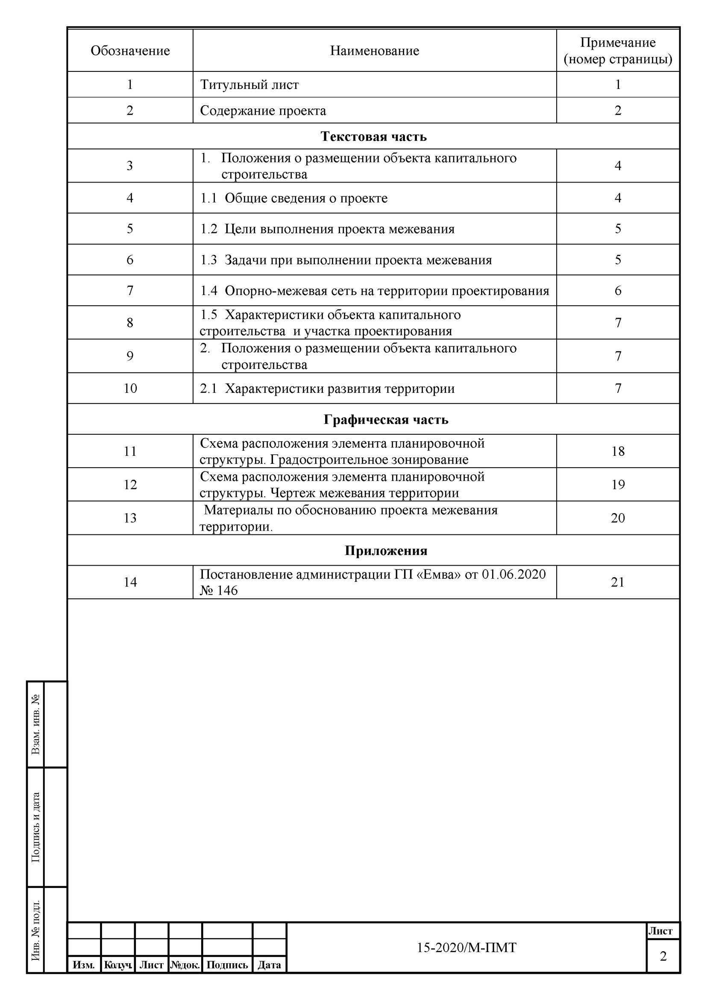 Обозначение
Наименование
Примечание
(номер страницы)
1
Титульный лист
1
2
Содержание проекта
2
Текстовая часть
3
1. Положения о размещении объекта капитального
строительства
4
4
1.1 Общие сведения о проекте
4
5
1.2 Цели выполнения проекта межевания
5
6
1.3 Задачи при выполнении проекта межевания
5
7
1.4 Опорно-межевая сеть на территории проектирования
6
8
1.5 Характеристики объекта капитального
строительства и участка проектирования
7
9
2. Положения о размещении объекта капитального
строительства
7
10
2.1 Характеристики развития территории
7
Графическая часть
11
Схема расположения элемента планировочной
структуры. Градостроительное зонирование
18
12
Схема расположения элемента планировочной
структуры. Чертеж межевания территории
19
13
Материалы по обоснованию проекта межевания
территории.
20
Приложения
14
Постановление администрации ГП «Емва» от 01.06.2020
№ 146
21
Взам. инв. №
Подпись и дата
Инв. № подл.
Изм.
Кол.уч.
Лист
№док.
Подпись
Дата
15-2020/М-ПМТ
Лист
2